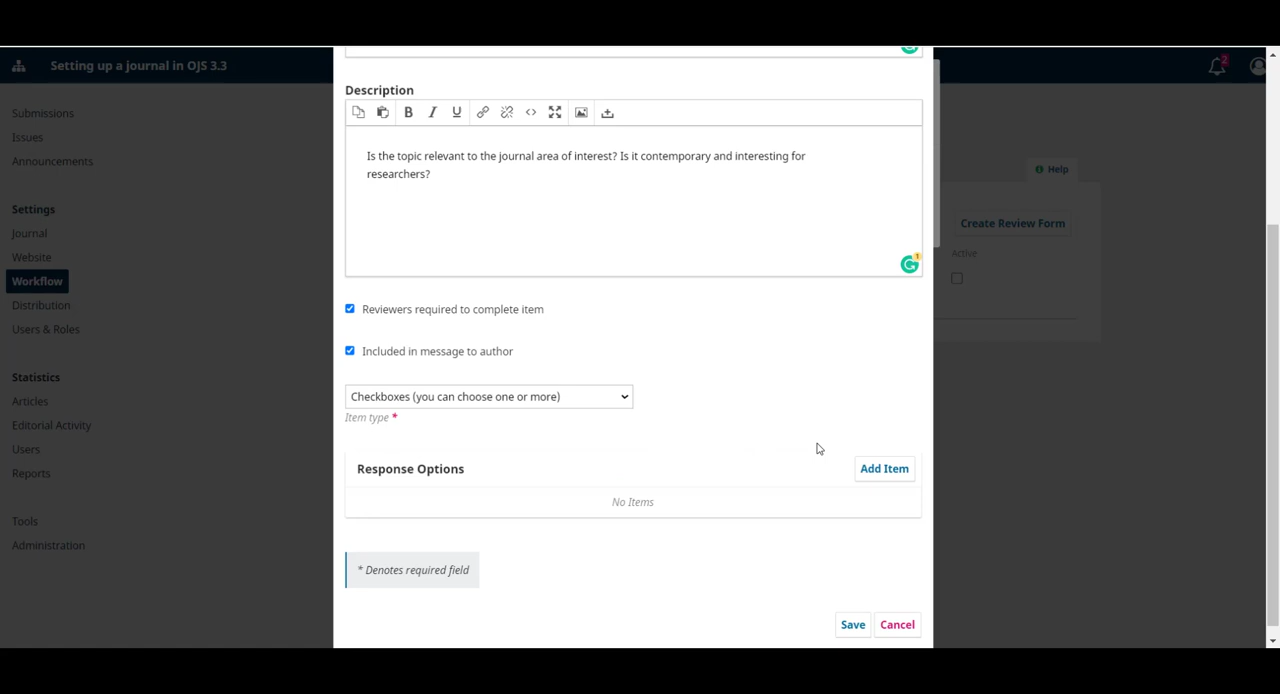 Setting up a journal in OJS 3.3
2
Submissions
Issues
Announcements
Settings
Journal
Website
Workflow
Distribution
Users & Roles
Statistics
Articles
Editorial Activity
Users
Reports
Tools
Administration
Description
B I U
Is the topic relevant to the journal area of interest? Is it contemporary and interesting for
researchers?
1
Reviewers required to complete item
Included in message to author
Checkboxes (you can choose one or more)
Item type *
Response Options
Add Item
No Items
* Denotes required field
Save Cancel
Help
Create Review Form
Active